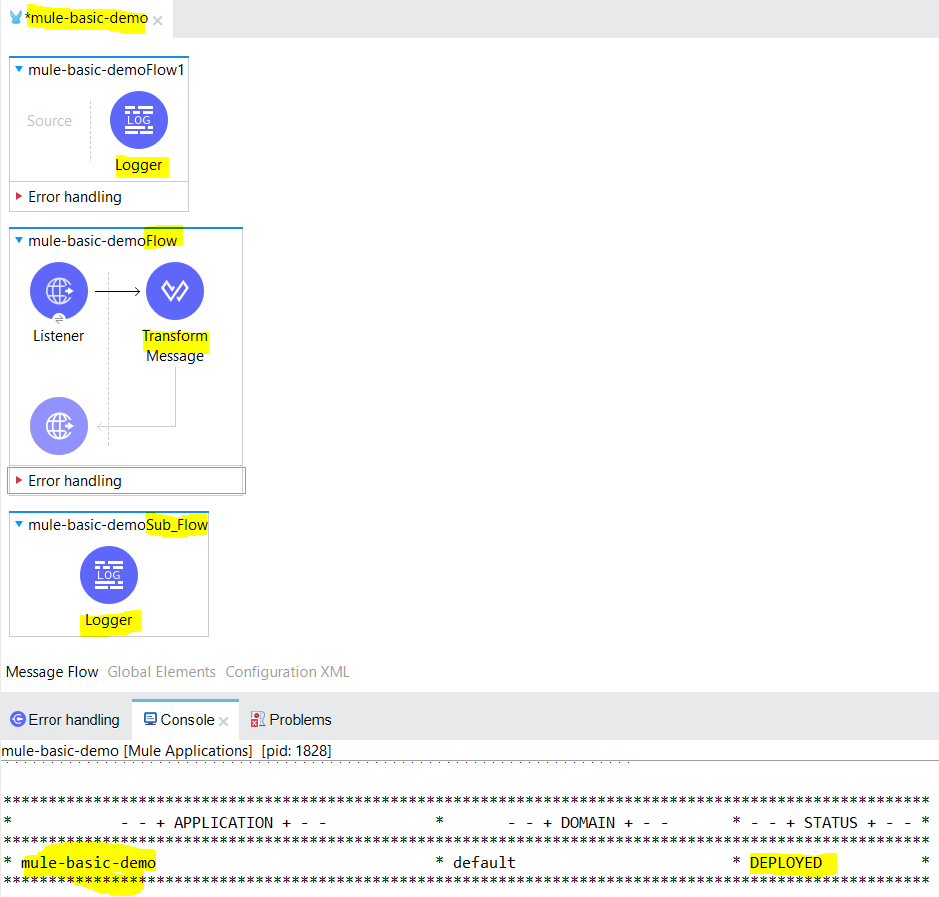 *mule-basic-demo
mule-basic-demoFlow1
Source
LOG
Logger
Error handling
mule-basic-demoFlow
Listener
Transform
Message
Error handling
mule-basic-demoSub_Flow
LOG
Logger
Message Flow Global Elements Configuration XML
Error handling Console Problems
mule-basic-demo [Mule Applications] [pid: 1828]
*******************************************************************************************************
* - - + APPLICATION + - - * - - + DOMAIN + - - * - - + STATUS + - - *
*******************************************************************************************************
* mule-basic-demo * default * DEPLOYED *
*******************************************************************************************************